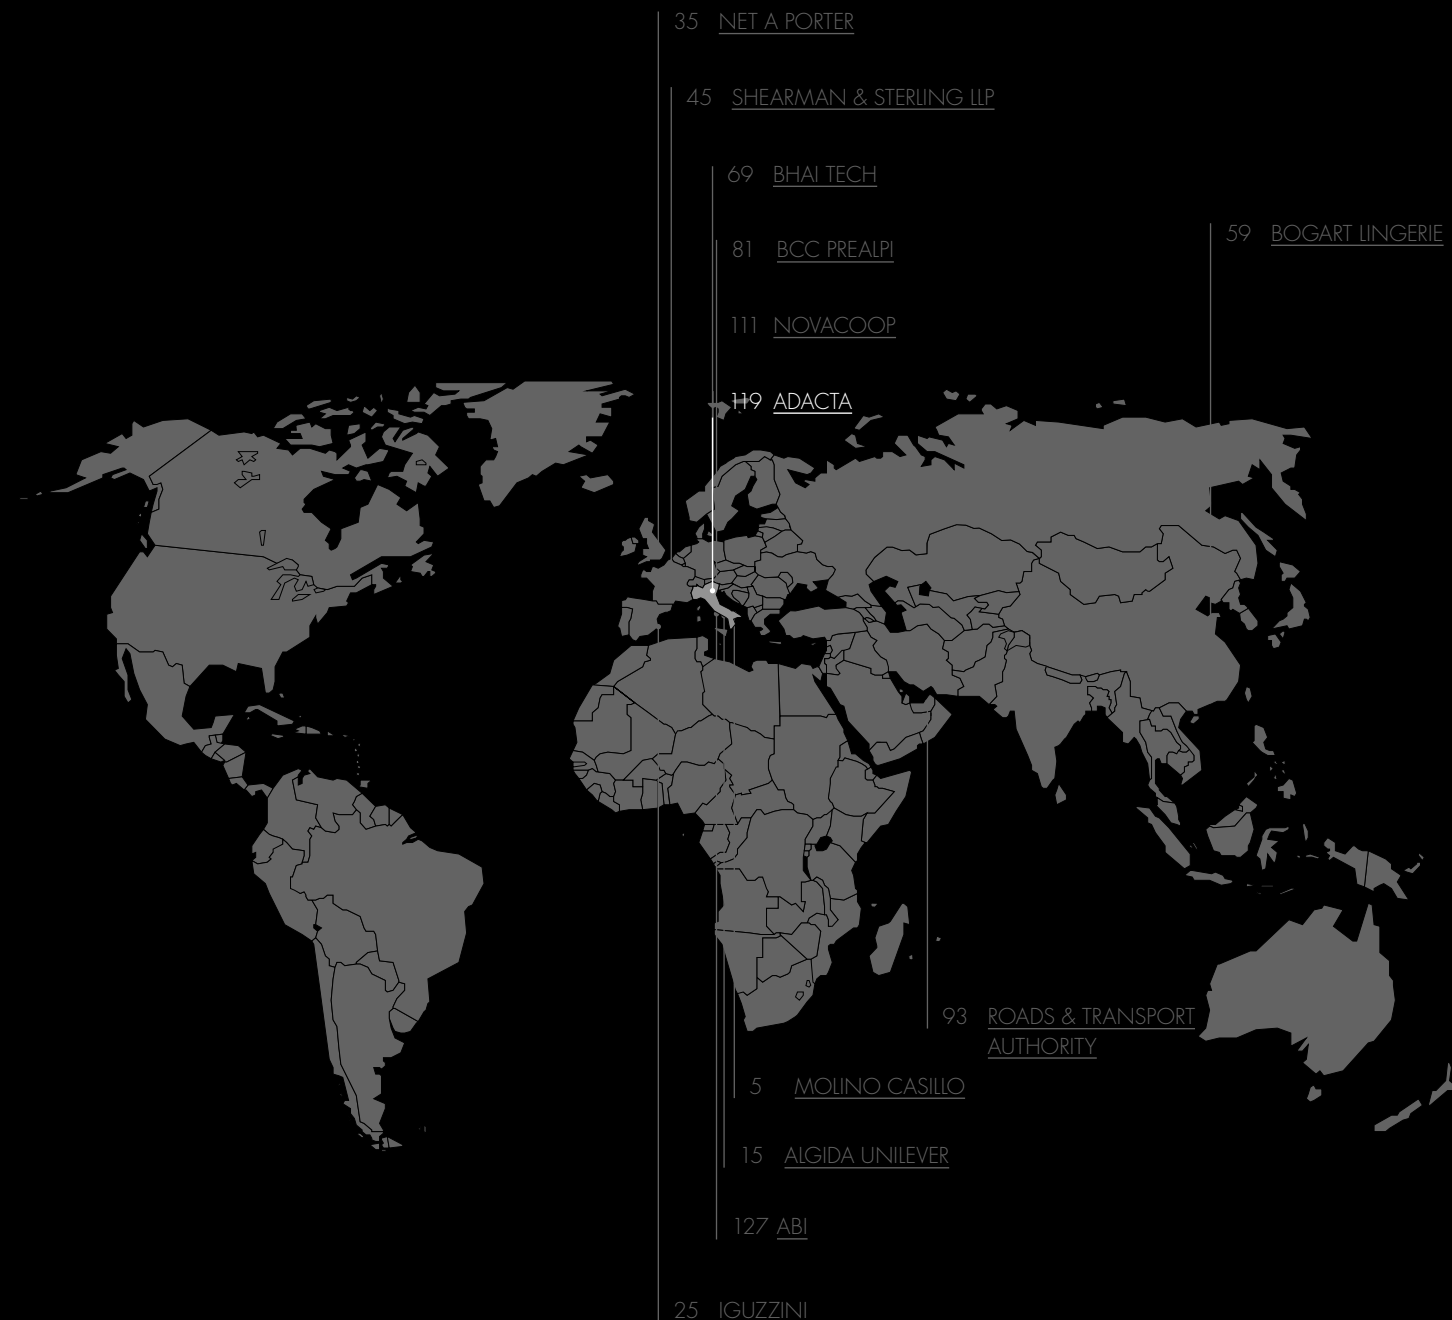 35 NET A PORTER
45 SHEARMAN & STERLING LLP
69 BHAI TECH
59 BOGART LINGERIE
81 BCC PREALPI
111 NOVACOOP
119 ADACTA
93 ROADS & TRANSPORT
AUTHORITY
5 MOLINO CASILLO
15 ALGIDA UNILEVER
127 ABI
25 IGUZZINI